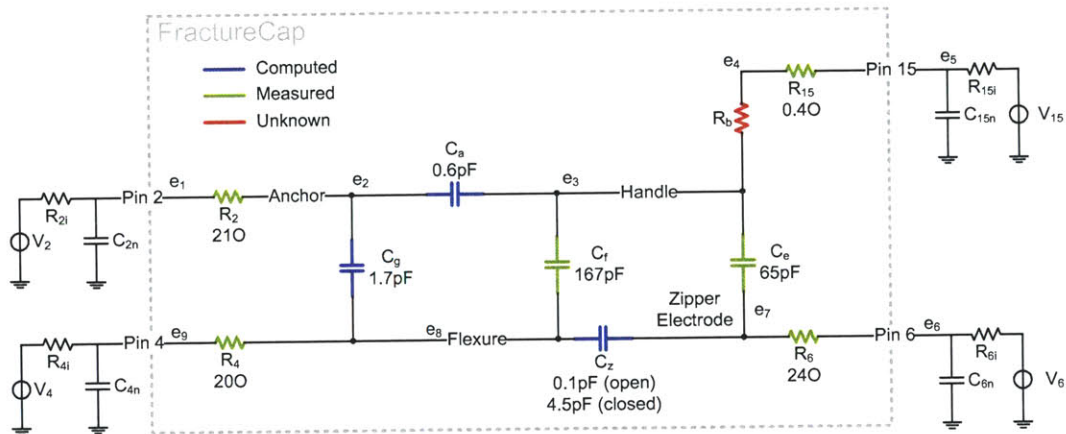 FractureCap
Computed
Measured
Unknown
e4
R15
0.4O
Pin 15
e5
R15i
C15n
V15
Rb
Ca
0.6pF
e1
Pin 2
R2i
V2
C2n
R2
21O
Anchor
e2
e3
Handle
Cg
1.7pF
Cf
167pF
Ce
65pF
Zipper
Electrode
e7
e9
Pin 4
R4i
V4
C4n
R4
20O
e8
Flexure
Cz
0.1pF (open)
4.5pF (closed)
R6
24O
Pin 6
e6
R6i
C6n
V6